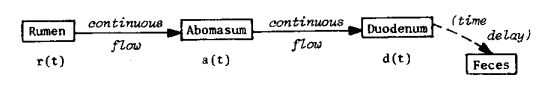 continuous continuous (time
Rumen Abomasum Duodenum
flow flow delay)
r(t) a(t) d(t) Feces